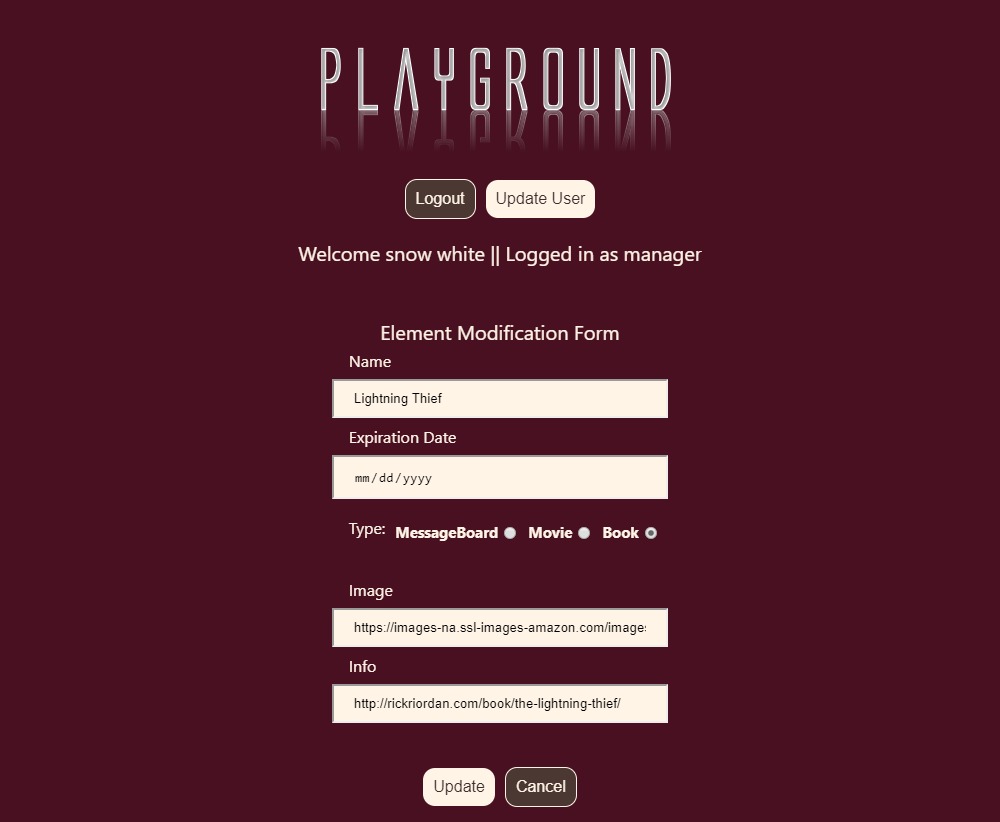 PLAYGROUND
Logout Update User
Welcome snow white || Logged in as manager
Element Modification Form
Name
Lightning Thief
Expiration Date
mm/dd/yyyy
Type: MessageBoard Movie Book
Image
https://images-na.ssl-images-amazon.com/images
Info
http://rickriordan.com/book/the-lightning-thief/
Update Cancel